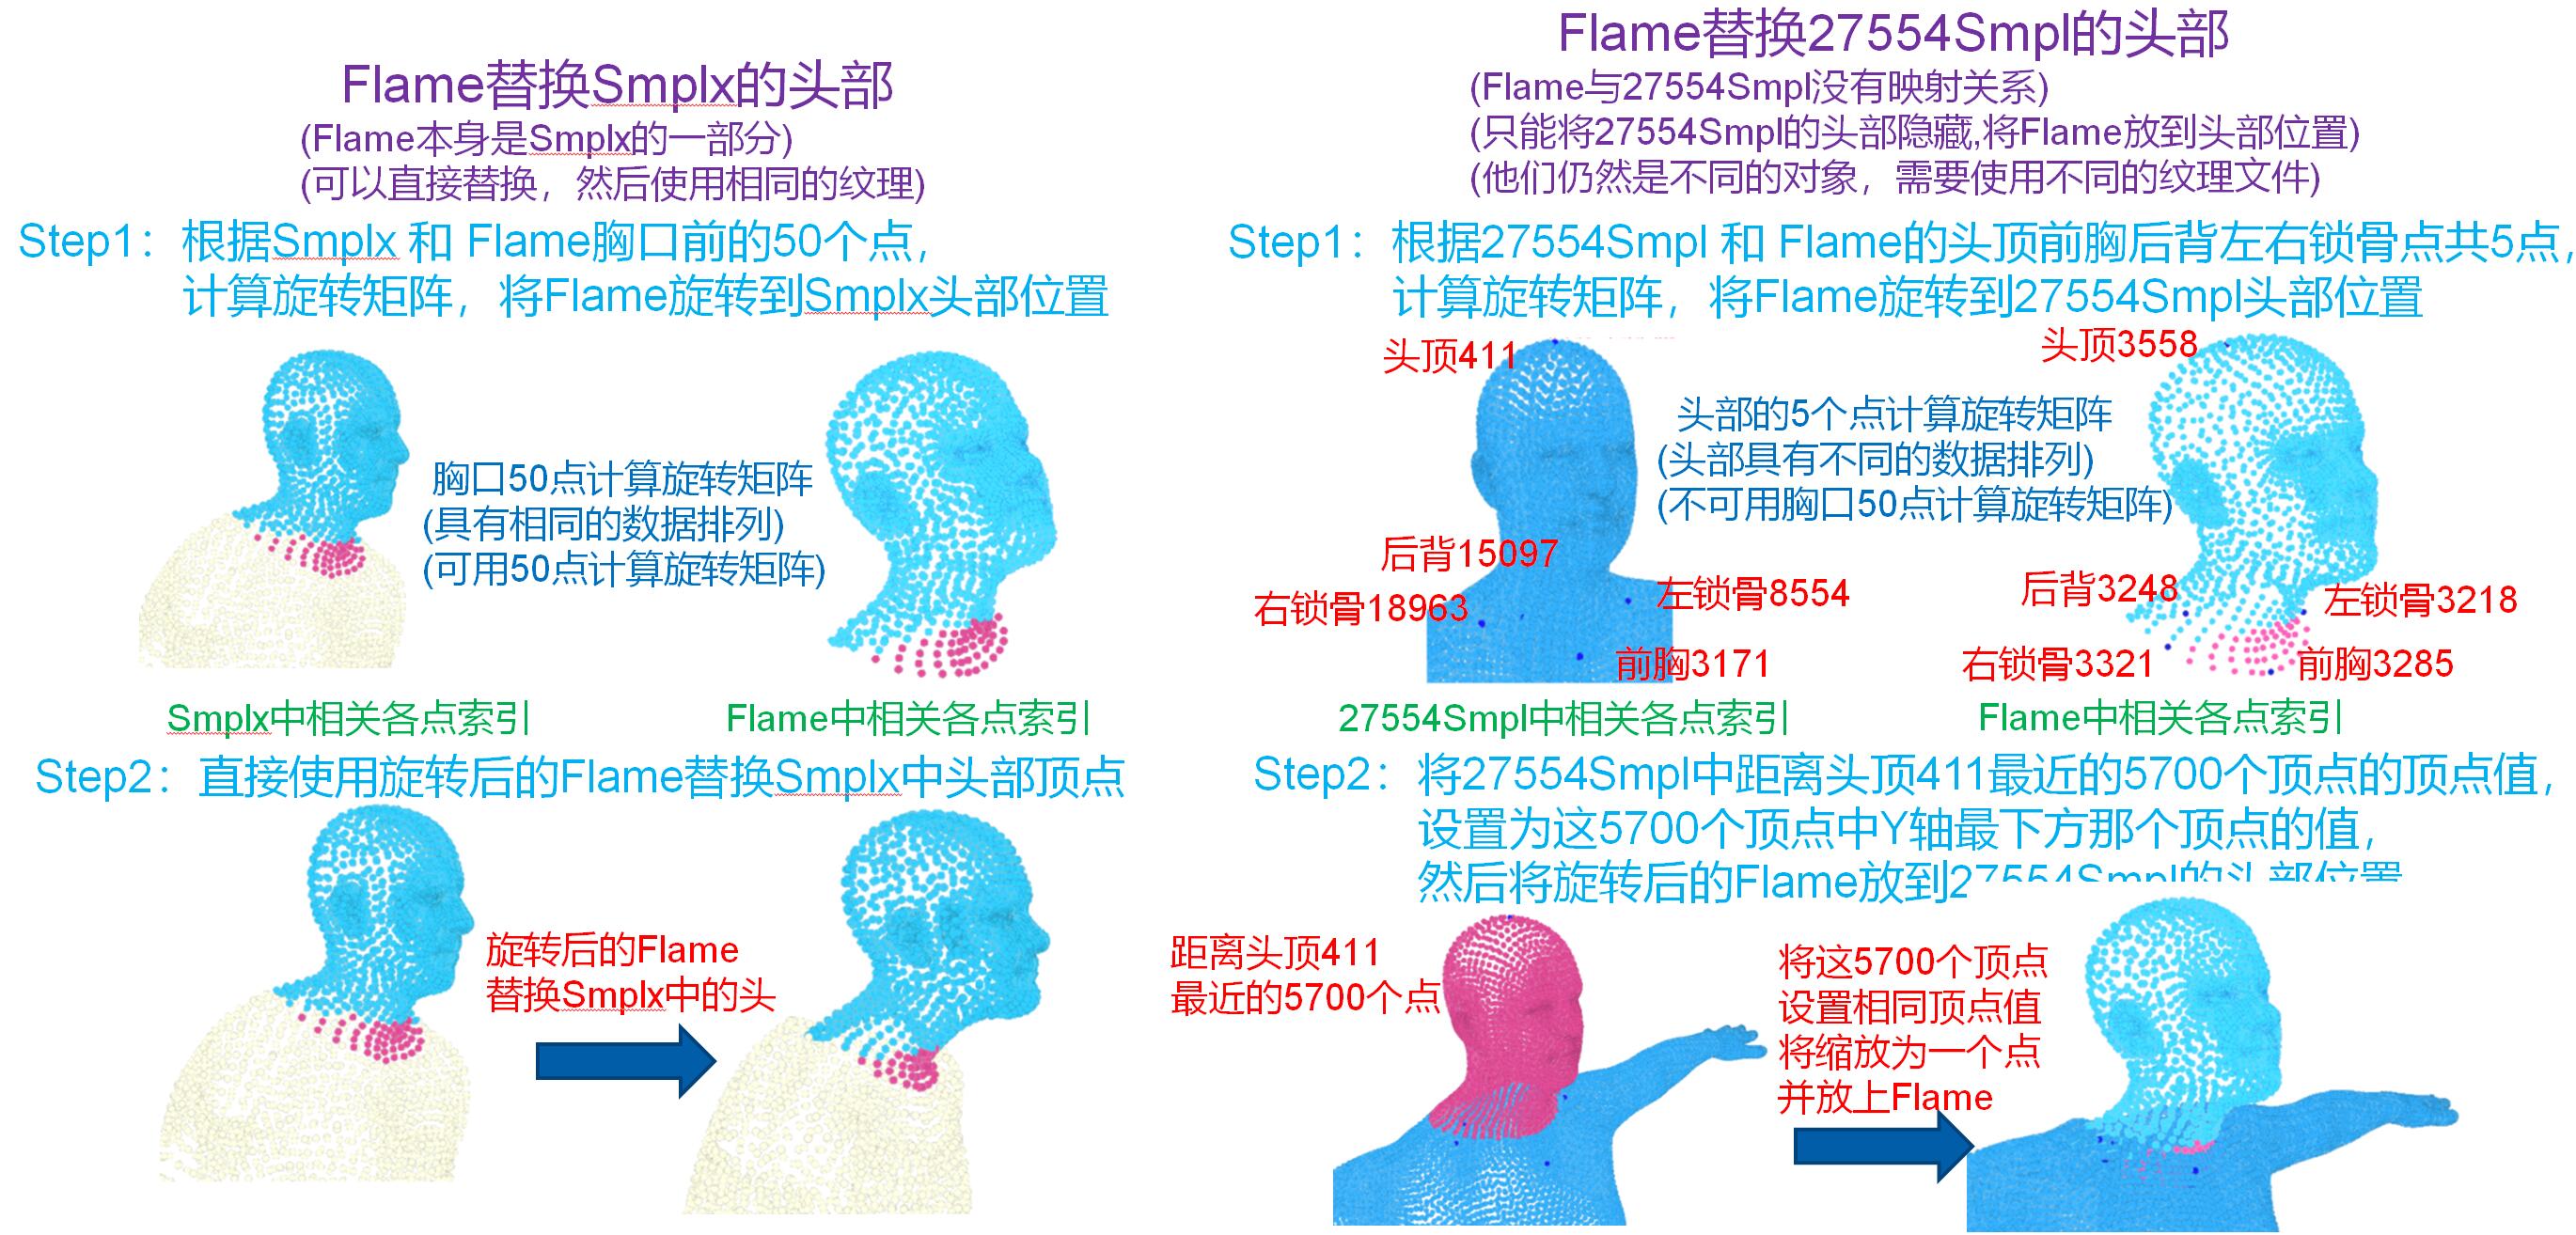 Flame替换Smplx的头部
(Flame本身是Smplx的一部分)
(可以直接替换，然后使用相同的纹理)
Step1：根据Smplx 和 Flame胸口前的50个点，
计算旋转矩阵，将Flame旋转到Smplx头部位置
胸口50点计算旋转矩阵
(具有相同的数据排列)
(可用50点计算旋转矩阵)
Smplx中相关各点索引
Flame中相关各点索引
Step2：直接使用旋转后的Flame替换Smplx中头部顶点
旋转后的Flame
替换Smplx中的头
Flame替换27554Smpl的头部
(Flame与27554Smpl没有映射关系)
(只能将27554Smpl的头部隐藏,将Flame放到头部位置)
(他们仍然是不同的对象，需要使用不同的纹理文件)
Step1：根据27554Smpl 和 Flame的头顶前胸后背左右锁骨点共5点，
计算旋转矩阵，将Flame旋转到27554Smpl头部位置
头顶411
头顶3558
头部的5个点计算旋转矩阵
(头部具有不同的数据排列)
(不可用胸口50点计算旋转矩阵)
后背15097
右锁骨18963
左锁骨8554
前胸3171
后背3248
左锁骨3218
右锁骨3321
前胸3285
27554Smpl中相关各点索引
Flame中相关各点索引
Step2：将27554Smpl中距离头顶411最近的5700个顶点的顶点值，
设置为这5700个顶点中Y轴最下方那个顶点的值，
然后将旋转后的Flame放到27554Smpl的头部位置
距离头顶411
最近的5700个点
将这5700个顶点
设置相同顶点值
将缩放为一个点
并放上Flame